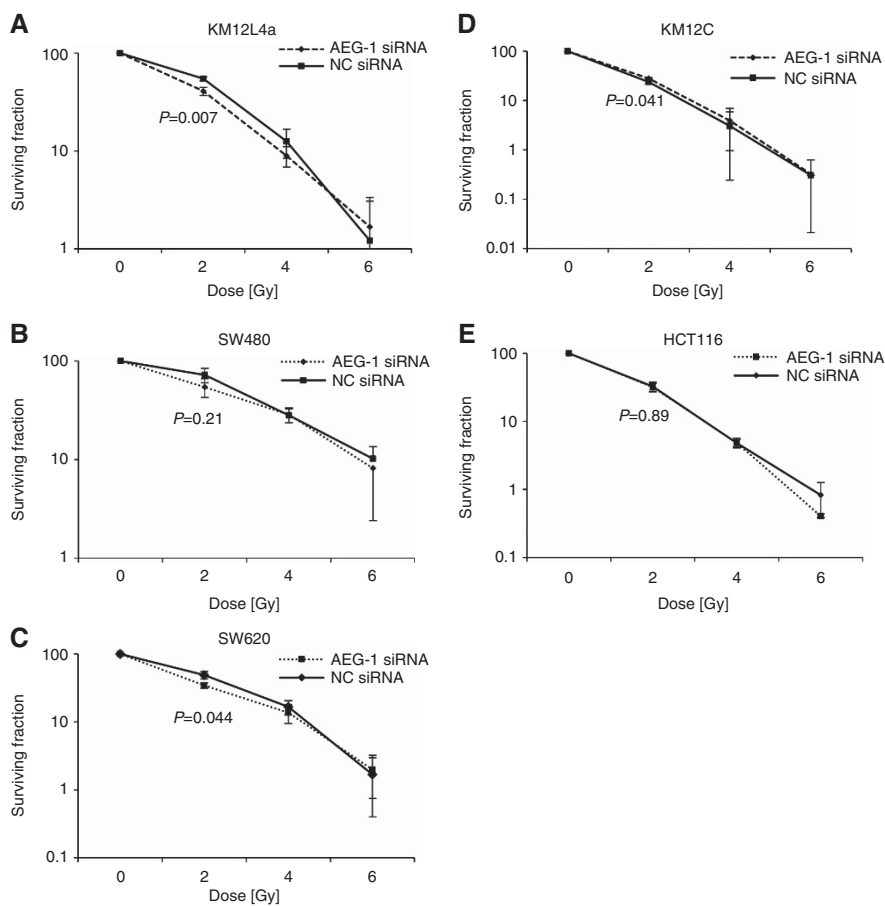 A
KM12L4a
AEG-1 siRNA
NC siRNA
100
10
1
Surviving fraction
P=0.007
0 2 4 6
Dose [Gy]
B
SW480
AEG-1 siRNA
NC siRNA
100
10
1
Surviving fraction
P=0.21
0 2 4 6
Dose [Gy]
C
SW620
AEG-1 siRNA
NC siRNA
100
10
1
0.1
Surviving fraction
P=0.044
0 2 4 6
Dose [Gy]
D
KM12C
AEG-1 siRNA
NC siRNA
100
10
1
0.1
0.01
Surviving fraction
P=0.041
0 2 4 6
Dose [Gy]
E
HCT116
AEG-1 siRNA
NC siRNA
100
10
1
0.1
Surviving fraction
P=0.89
0 2 4 6
Dose [Gy]